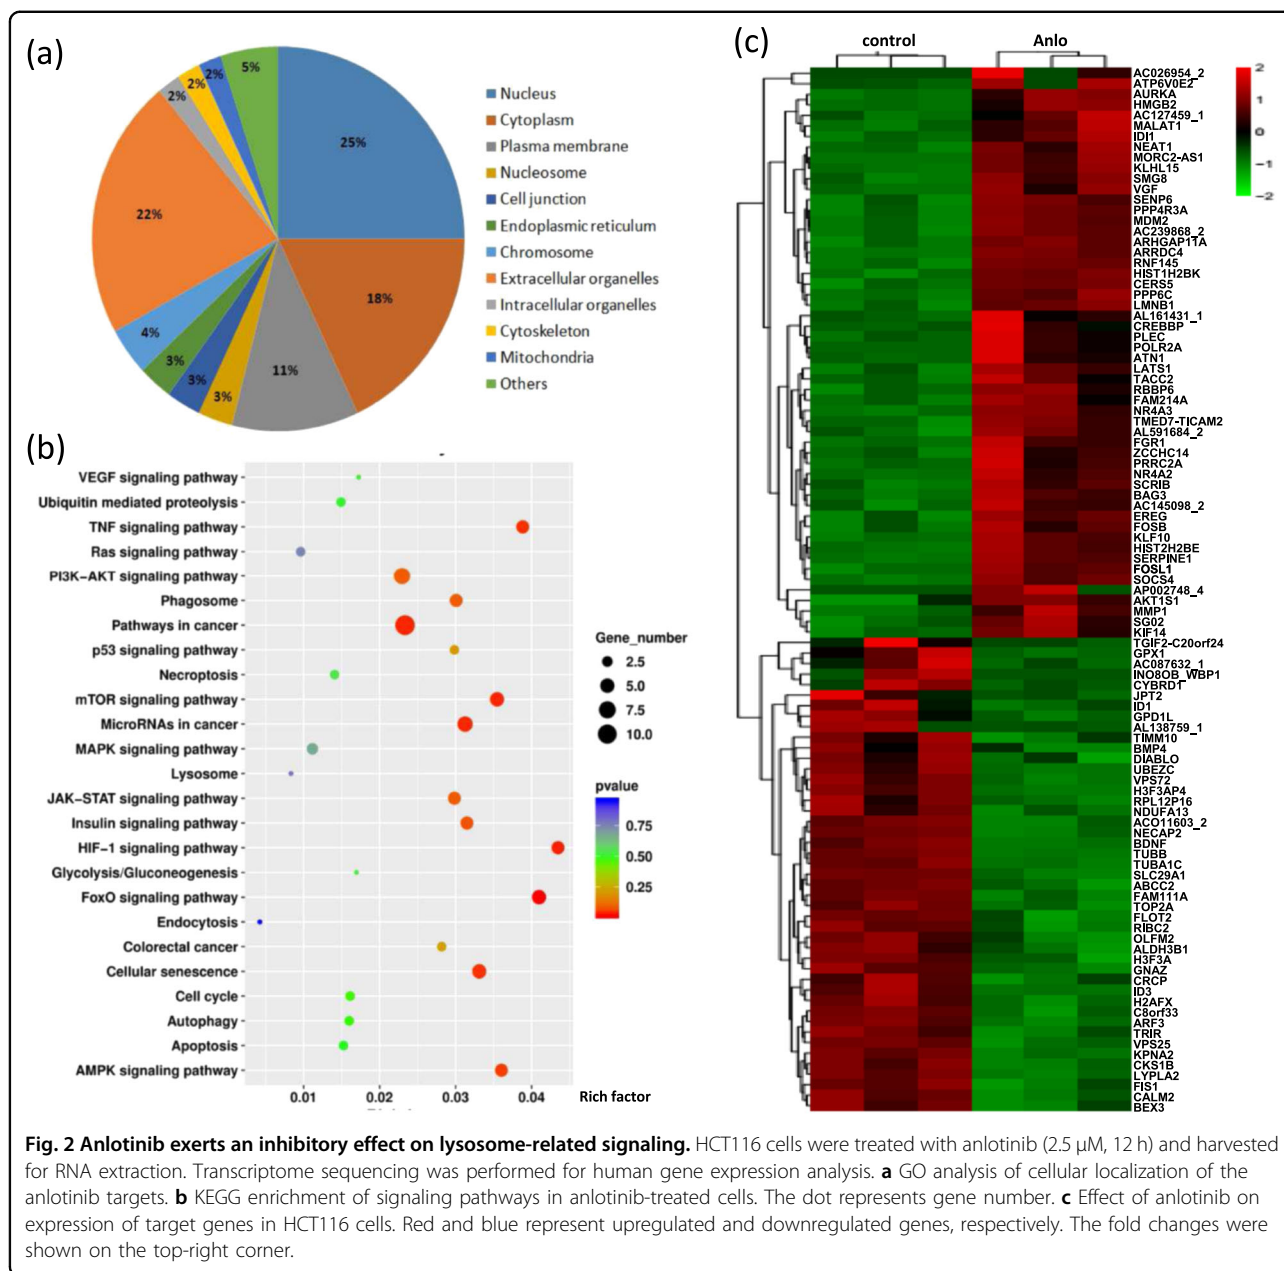 (a)
25%
18%
11%
3%
3%
3%
4%
22%
2%
2%
2%
5%
Nucleus
Cytoplasm
Plasma membrane
Nucleosome
Cell junction
Endoplasmic reticulum
Chromosome
Extracellular organelles
Intracellular organelles
Cytoskeleton
Mitochondria
Others
(b)
VEGF signaling pathway
Ubiquitin mediated proteolysis
TNF signaling pathway
Ras signaling pathway
PI3K−AKT signaling pathway
Phagosome
Pathways in cancer
p53 signaling pathway
Necroptosis
mTOR signaling pathway
MicroRNAs in cancer
MAPK signaling pathway
Lysosome
JAK−STAT signaling pathway
Insulin signaling pathway
HIF−1 signaling pathway
Glycolysis/Gluconeogenesis
FoxO signaling pathway
Endocytosis
Colorectal cancer
Cellular senescence
Cell cycle
Autophagy
Apoptosis
AMPK signaling pathway
0.01 0.02 0.03 0.04
Rich factor
Gene_number
2.5
5.0
7.5
10.0
pvalue
0.75
0.50
0.25
(c)
control Anlo
2
1
0
−1
−2
AC026954_2
ATP6V0E2
AURKA
HMGB2
AC127459_1
MALAT1
IDI1
NEAT1
MORC2-AS1
KLHL15
SMG8
VGF
SENP6
PPP4R3A
MDM2
AC239868_2
ARHGAP11A
ARRDC4
RNF145
HIST1H2BK
CERS5
PPP6C
LMNB1
AL161431_1
CREBBP
PLEC
POLR2A
ATN1
LATS1
TACC2
RBBP6
FAM214A
NR4A3
TMED7-TICAM2
AL591684_2
FGR1
ZCCHC14
PRRC2A
NR4A2
SCRIB
BAG3
AC145098_2
EREG
FOSB
KLF10
HIST2H2BE
SERPINE1
FOSL1
SOCS4
AP002748_4
AKT1S1
MMP1
SG02
KIF14
TGIF2-C20orf24
GPX1
AC087632_1
INO8OB_WBP1
CYBRD1
JPT2
ID1
GPD1L
AL138759_1
TIMM10
BMP4
DIABLO
UBEZC
VPS72
H3F3AP4
RPL12P16
NDUFA13
ACO11603_2
NECAP2
BDNF
TUBB
TUBA1C
SLC29A1
ABCC2
FAM111A
TOP2A
FLOT2
RIBC2
OLFM2
ALDH3B1
H3F3A
GNAZ
CRCP
ID3
H2AFX
C8orf33
ARF3
TRIR
VPS25
KPNA2
CKS1B
LYPLA2
FIS1
CALM2
BEX3
Fig. 2 Anlotinib exerts an inhibitory effect on lysosome-related signaling. HCT116 cells were treated with anlotinib (2.5 μM, 12 h) and harvested
for RNA extraction. Transcriptome sequencing was performed for human gene expression analysis. a GO analysis of cellular localization of the
anlotinib targets. b KEGG enrichment of signaling pathways in anlotinib-treated cells. The dot represents gene number. c Effect of anlotinib on
expression of target genes in HCT116 cells. Red and blue represent upregulated and downregulated genes, respectively. The fold changes were
shown on the top-right corner.